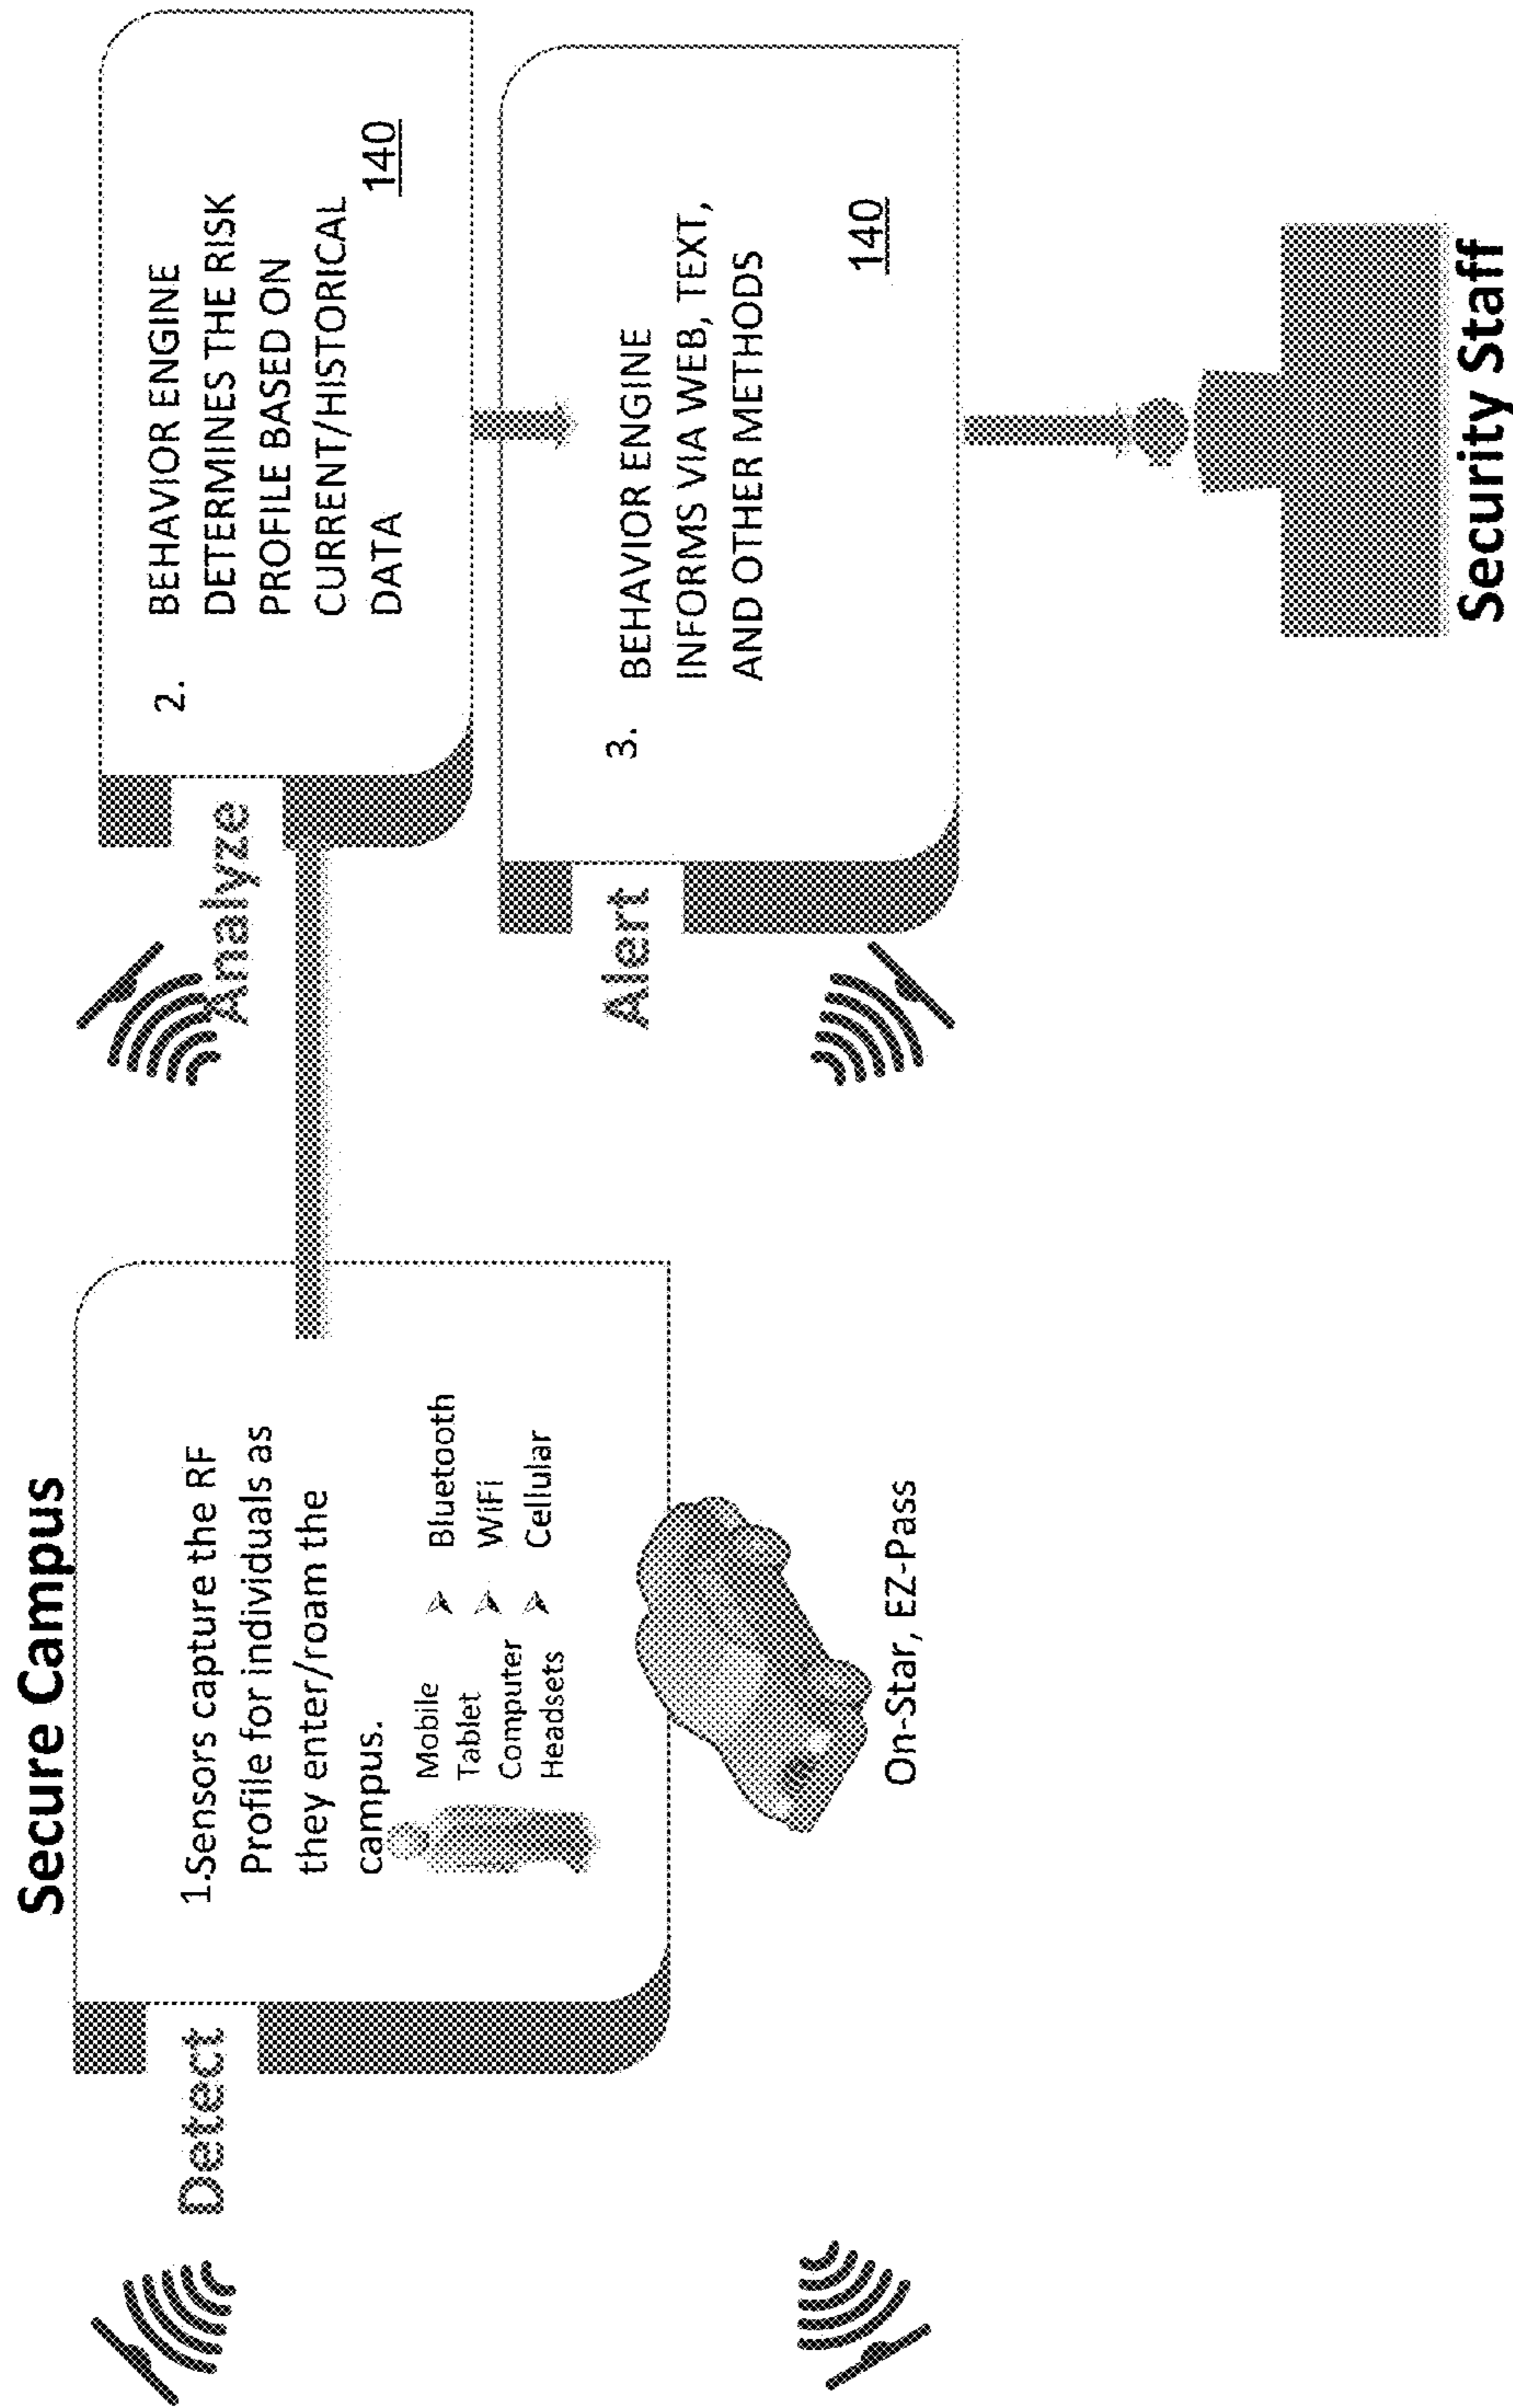 Secure Campus
Detect
1.Sensors capture the RF
Profile for individuals as
they enter/roam the
campus.
Mobile
Tablet
Computer
Headsets
➢ Bluetooth
➢ WiFi
➢ Cellular
On-Star, EZ-Pass
Analyze
2. BEHAVIOR ENGINE
DETERMINES THE RISK
PROFILE BASED ON
CURRENT/HISTORICAL
DATA
140
Alert
3. BEHAVIOR ENGINE
INFORMS VIA WEB, TEXT,
AND OTHER METHODS
140
Security Staff